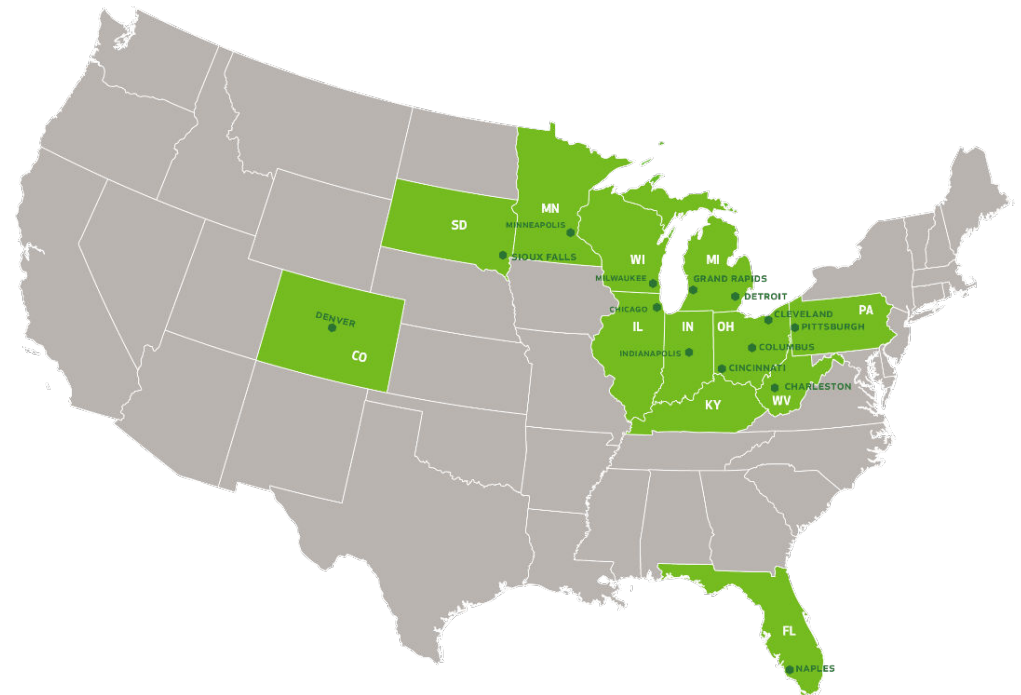 MN
SD
MINNEAPOLIS
SIOUX FALLS
WI
MI
MILWAUKEE
GRAND RAPIDS
DETROIT
CHICAGO
PA
CLEVELAND
DENVER
IL
IN
OH
PITTSBURGH
CO
INDIANAPOLIS
COLUMBUS
CINCINNATI
CHARLESTON
KY
WV
FL
NAPLES